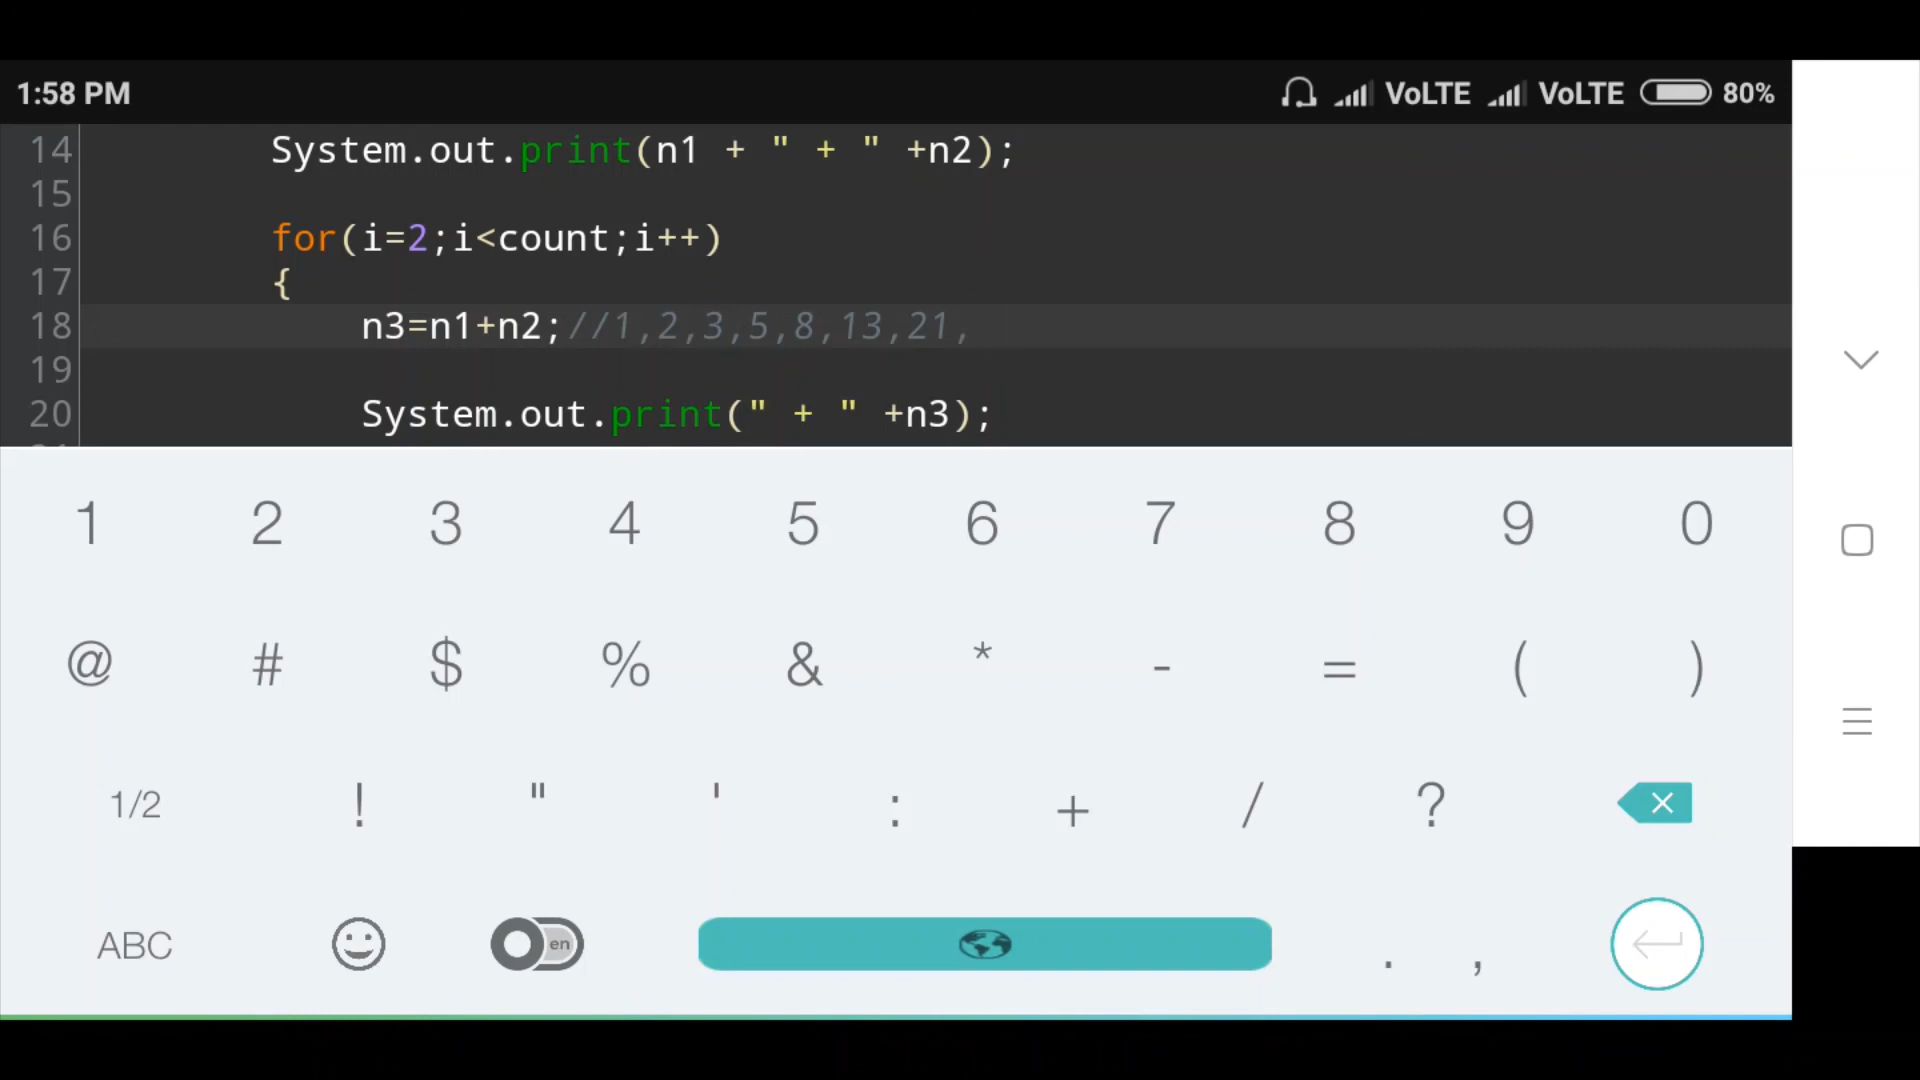 1:58 PM VoLTE VoLTE 80%
14 System.out.print(n1 + " + " +n2);
15
16 for(i=2;i<count;i++)
17 {
18 n3=n1+n2;//1,2,3,5,8,13,21,
19
20 System.out.print(" + " +n3);
1 2 3 4 5 6 7 8 9 0
@ # $ % & * - = ( )
1/2 ! " ' : + / ?
ABC en . ,